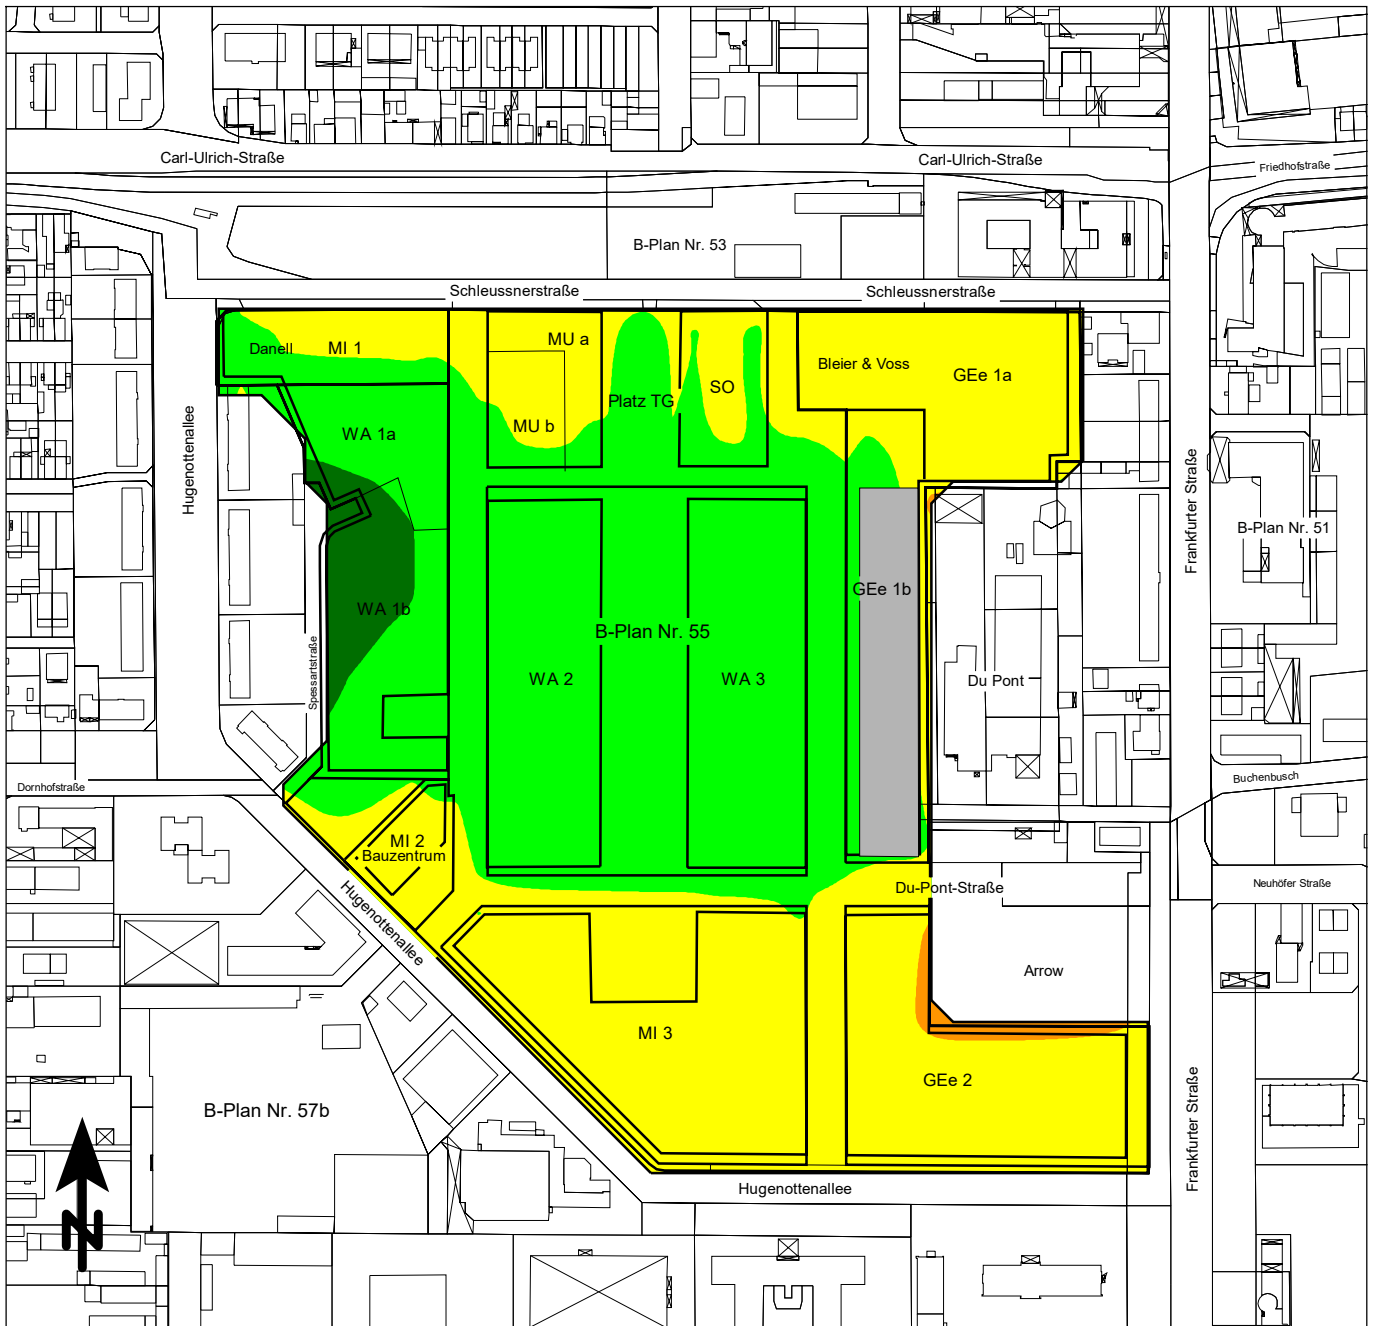 Carl-Ulrich-Straße
Carl-Ulrich-Straße
Friedhofstraße
B-Plan Nr. 53
Schleussnerstraße
Schleussnerstraße
Danell
MI 1
MU a
Bleier & Voss
GEe 1a
SO
Platz TG
MU b
WA 1a
Hugenottenallee
Frankfurter Straße
B-Plan Nr. 51
GEe 1b
WA 1b
B-Plan Nr. 55
Spessartstraße
WA 2
WA 3
Du Pont
Buchenbusch
Dornhofstraße
MI 2
Bauzentrum
Hugenottenallee
Du-Pont-Straße
Neuhöfer Straße
Arrow
MI 3
GEe 2
B-Plan Nr. 57b
Frankfurter Straße
Hugenottenallee
N